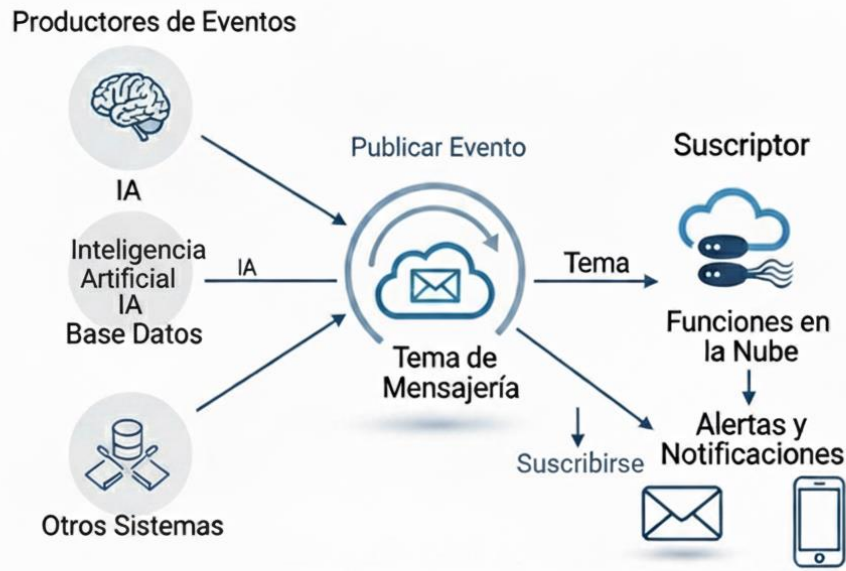 Productores de Eventos
IA
Inteligencia
Artificial
IA
Base Datos
IA
Otros Sistemas
Publicar Evento
Tema de
Mensajería
Tema
Suscribirse
Suscriptor
Funciones en
la Nube
Alertas y
Notificaciones